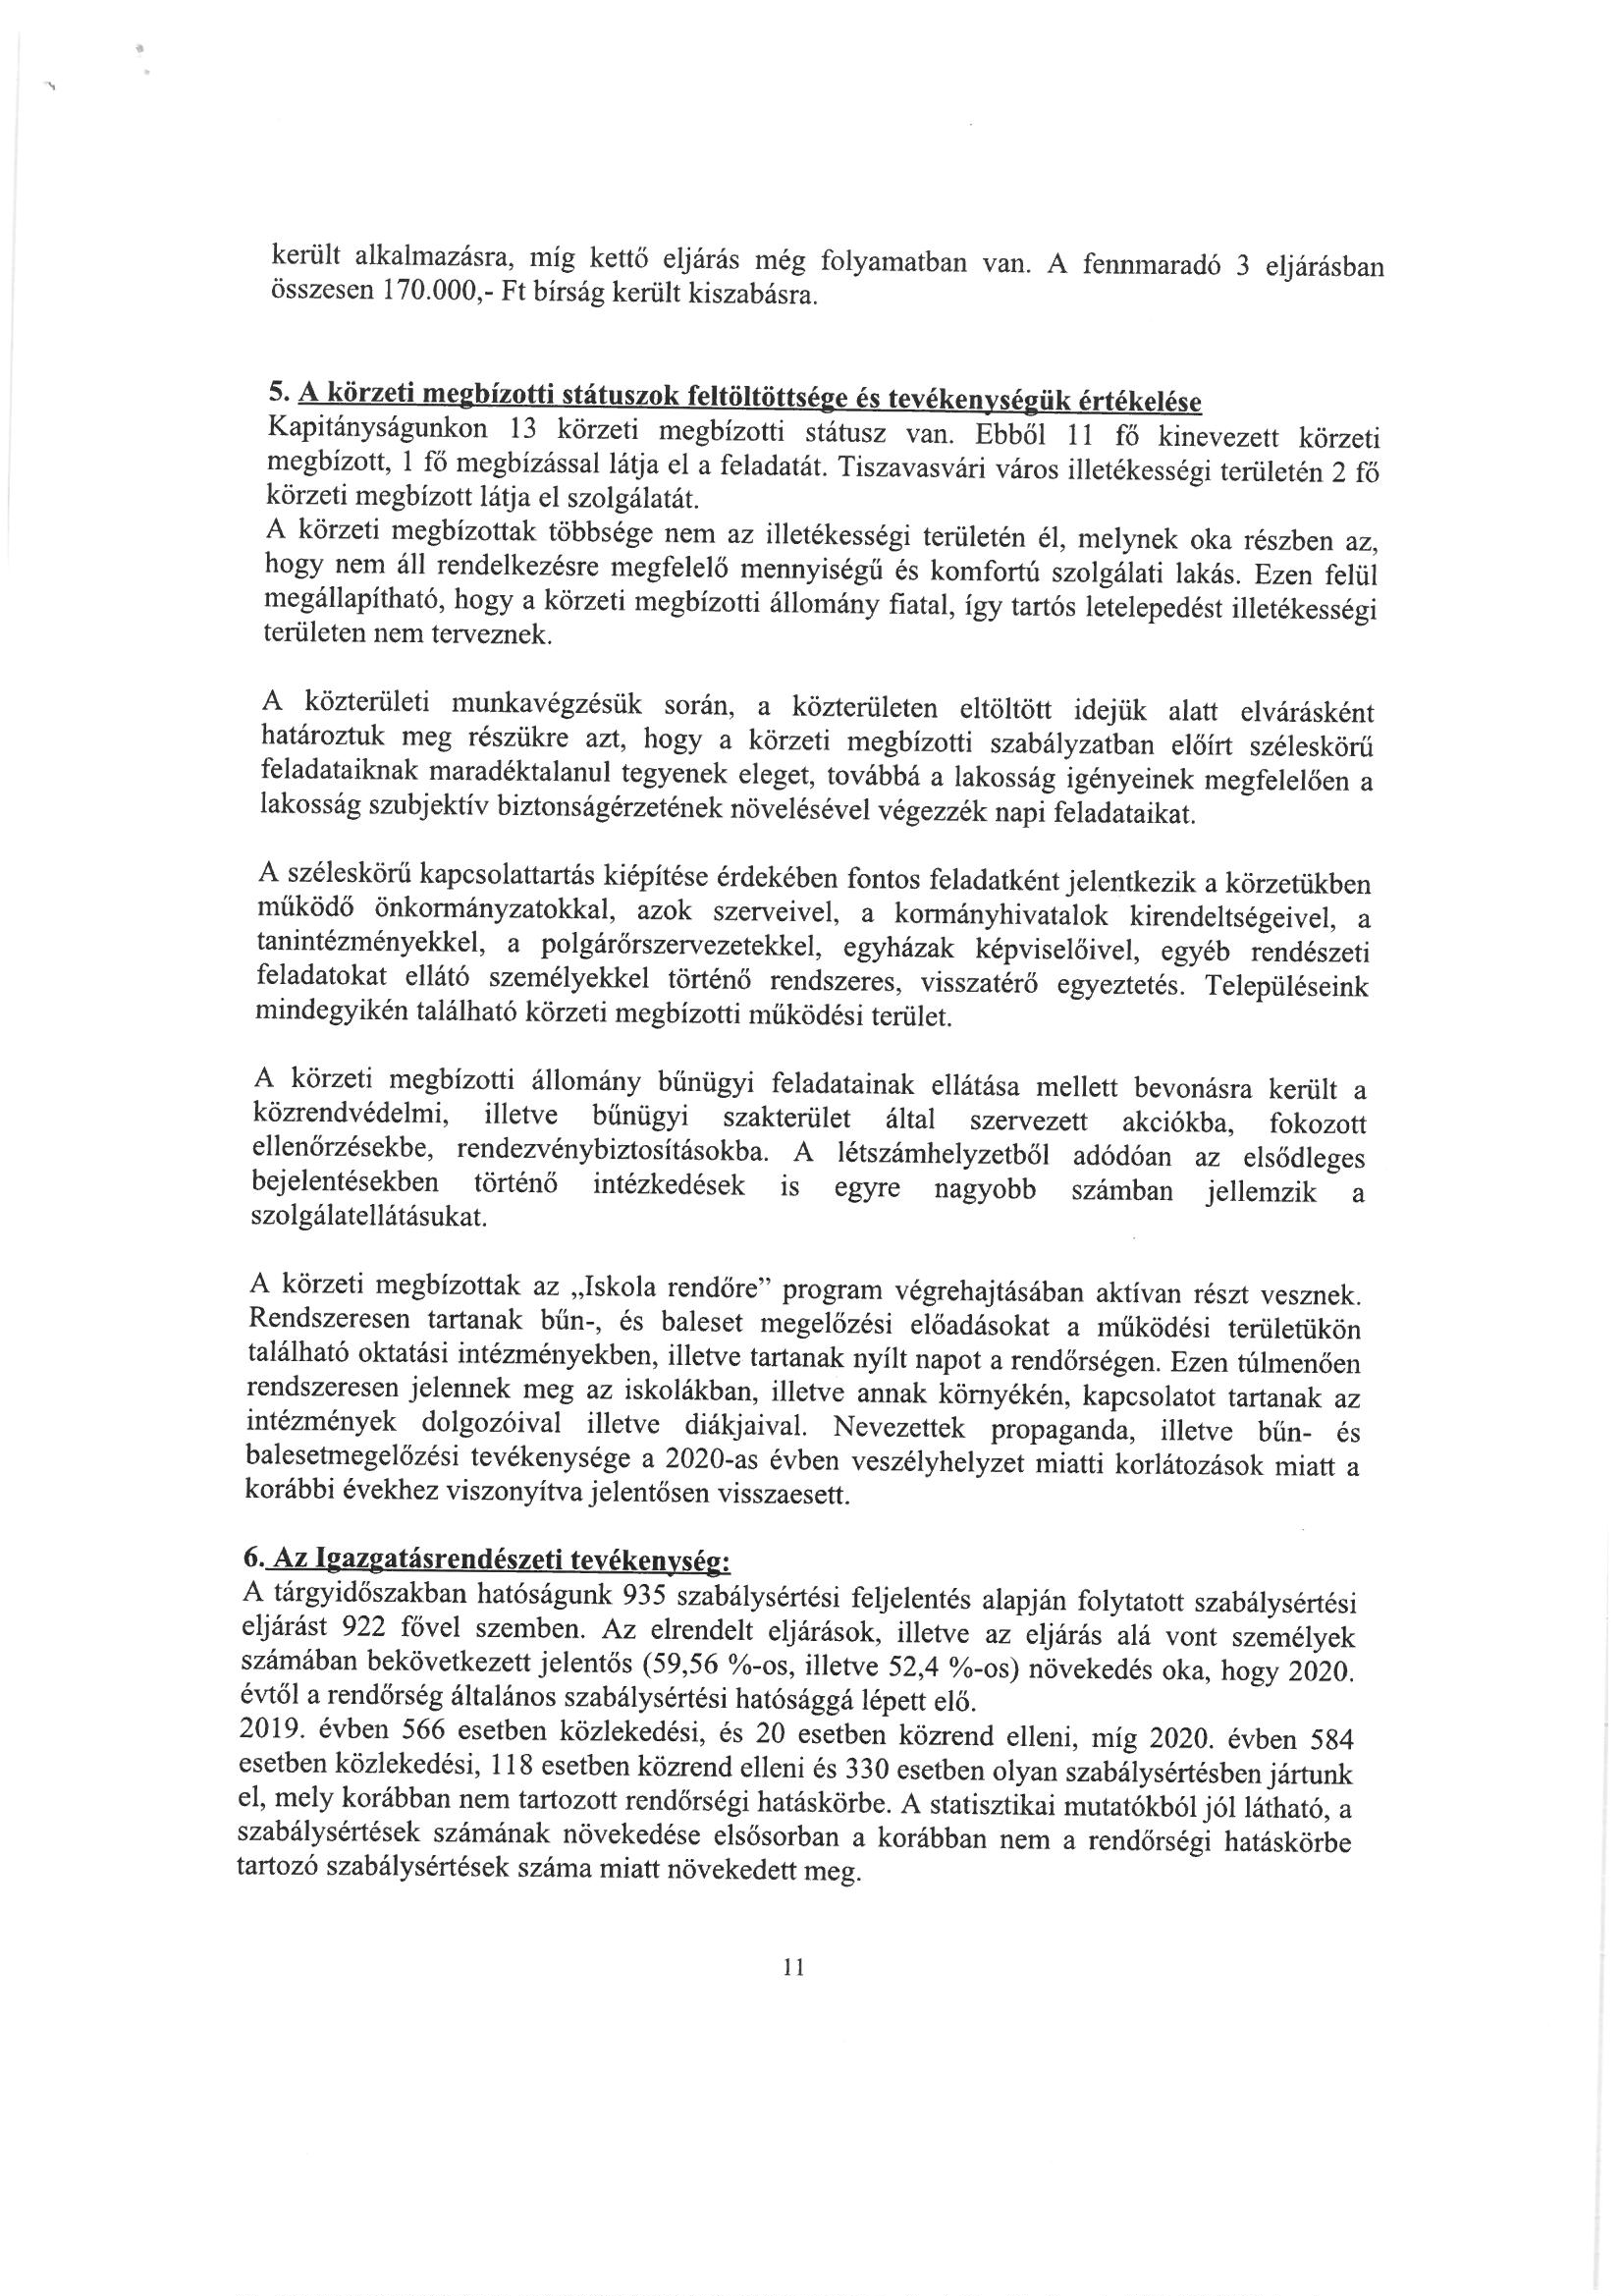 került alkalmazásra, míg kettő eljárás még folyamatban van. A fennmaradó 3 eljárásban
összesen 170.000,- Ft bírság került kiszabásra.
5. A körzeti megbízotti státuszok feltöltöttsége és tevékenységük értékelése
Kapitányságunkon 13 körzeti megbízotti státusz van. Ebből 11 fő kinevezett körzeti
megbízott, 1 fő megbízással látja el a feladatát. Tiszavasvári város illetékességi területén 2 fő
körzeti megbízott látja el szolgálatát.
A körzeti megbízottak többsége nem az illetékességi területén él, melynek oka részben az,
hogy nem áll rendelkezésre megfelelő mennyiségű és komfortú szolgálati lakás. Ezen felül
megállapítható, hogy a körzeti megbízotti állomány fiatal, így tartós letelepedést illetékességi
területen nem terveznek.
A közterületi munkavégzésük során, a közterületen eltöltött idejük alatt elvárásként
határoztuk meg részükre azt, hogy a körzeti megbízotti szabályzatban előírt széleskörű
feladataiknak maradéktalanul tegyenek eleget, továbbá a lakosság igényeinek megfelelően a
lakosság szubjektív biztonságérzetének növelésével végezzék napi feladataikat.
A széleskörű kapcsolattartás kiépítése érdekében fontos feladatként jelentkezik a körzetükben
működő önkormányzatokkal, azok szerveivel, a kormányhivatalok kirendeltségeivel, a
tanintézményekkel, a polgárőrszervezetekkel, egyházak képviselőivel, egyéb rendészeti
feladatokat ellátó személyekkel történő rendszeres, visszatérő egyeztetés. Településeink
mindegyikén található körzeti megbízotti működési terület.
A körzeti megbízotti állomány bűnügyi feladatainak ellátása mellett bevonásra került a
közrendvédelmi, illetve bűnügyi szakterület által szervezett akciókba, fokozott
ellenőrzésekbe, rendezvénybiztosításokba. A létszámhelyzetből adódóan az elsődleges
bejelentésekben történő intézkedések is egyre nagyobb számban jellemzik a
szolgálatellátásukat.
A körzeti megbízottak az „Iskola rendőre” program végrehajtásában aktívan részt vesznek.
Rendszeresen tartanak bűn-, és baleset megelőzési előadásokat a működési területükön
található oktatási intézményekben, illetve tartanak nyílt napot a rendőrségen. Ezen túlmenően
rendszeresen jelennek meg az iskolákban, illetve annak környékén, kapcsolatot tartanak az
intézmények dolgozóival illetve diákjaival. Nevezettek propaganda, illetve bűn- és
balesetmegelőzési tevékenysége a 2020-as évben veszélyhelyzet miatti korlátozások miatt a
korábbi évekhez viszonyítva jelentősen visszaesett.
6. Az Igazgatásrendészeti tevékenység:
A tárgyidőszakban hatóságunk 935 szabálysértési feljelentés alapján folytatott szabálysértési
eljárást 922 fővel szemben. Az elrendelt eljárások, illetve az eljárás alá vont személyek
számában bekövetkezett jelentős (59,56 %-os, illetve 52,4 %-os) növekedés oka, hogy 2020.
évtől a rendőrség általános szabálysértési hatósággá lépett elő.
2019. évben 566 esetben közlekedési, és 20 esetben közrend elleni, míg 2020. évben 584
esetben közlekedési, 118 esetben közrend elleni és 330 esetben olyan szabálysértésben jártunk
el, mely korábban nem tartozott rendőrségi hatáskörbe. A statisztikai mutatókból jól látható, a
szabálysértések számának növekedése elsősorban a korábban nem a rendőrségi hatáskörbe
tartozó szabálysértések száma miatt növekedett meg.
11